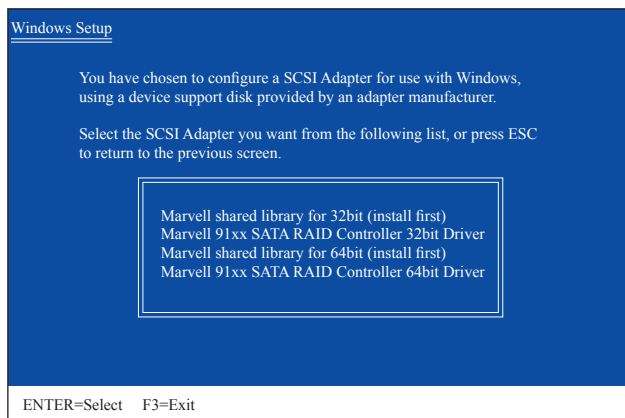 Windows Setup
You have chosen to configure a SCSI Adapter for use with Windows,
using a device support disk provided by an adapter manufacturer.
Select the SCSI Adapter you want from the following list, or press ESC
to return to the previous screen.
Marvell shared library for 32bit (install first)
Marvell 91xx SATA RAID Controller 32bit Driver
Marvell shared library for 64bit (install first)
Marvell 91xx SATA RAID Controller 64bit Driver
ENTER=Select F3=Exit